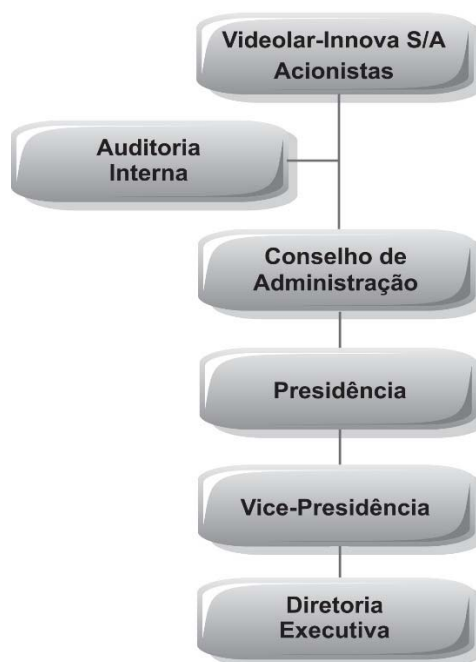 Videolar-Innova S/A
Acionistas
Auditoria
Interna
Conselho de
Administração
Presidência
Vice-Presidência
Diretoria
Executiva